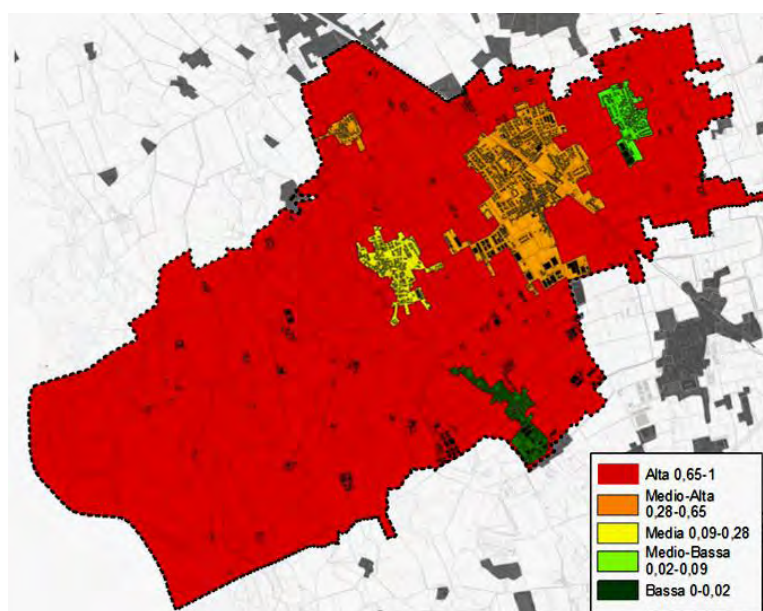 Alta 0,65-1
Medio-Alta
0,28-0,65
Media 0,09-0,28
Medio-Bassa
0,02-0,09
Bassa 0-0,02